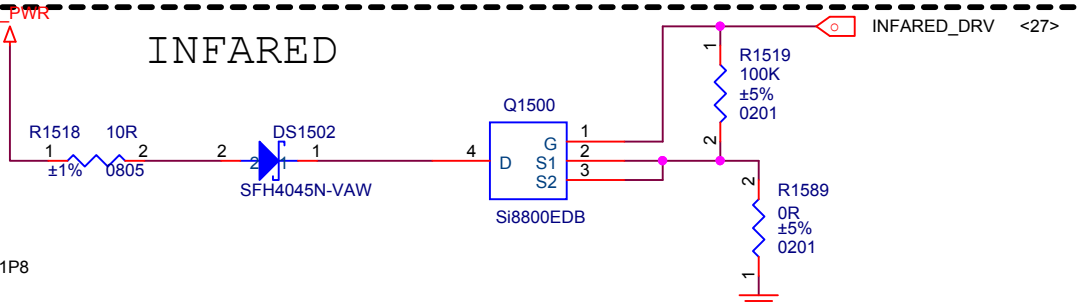 _PWR
INFARED
INFARED_DRV <27>
1
R1519
100K
±5%
0201
2
Q1500
R1518 10R
1 2
±1% 0805
2 DS1502 1
2 1
SFH4045N-VAW
4 D
G 1
S1 2
S2 3
Si8800EDB
2
R1589
0R
±5%
0201
1
1P8